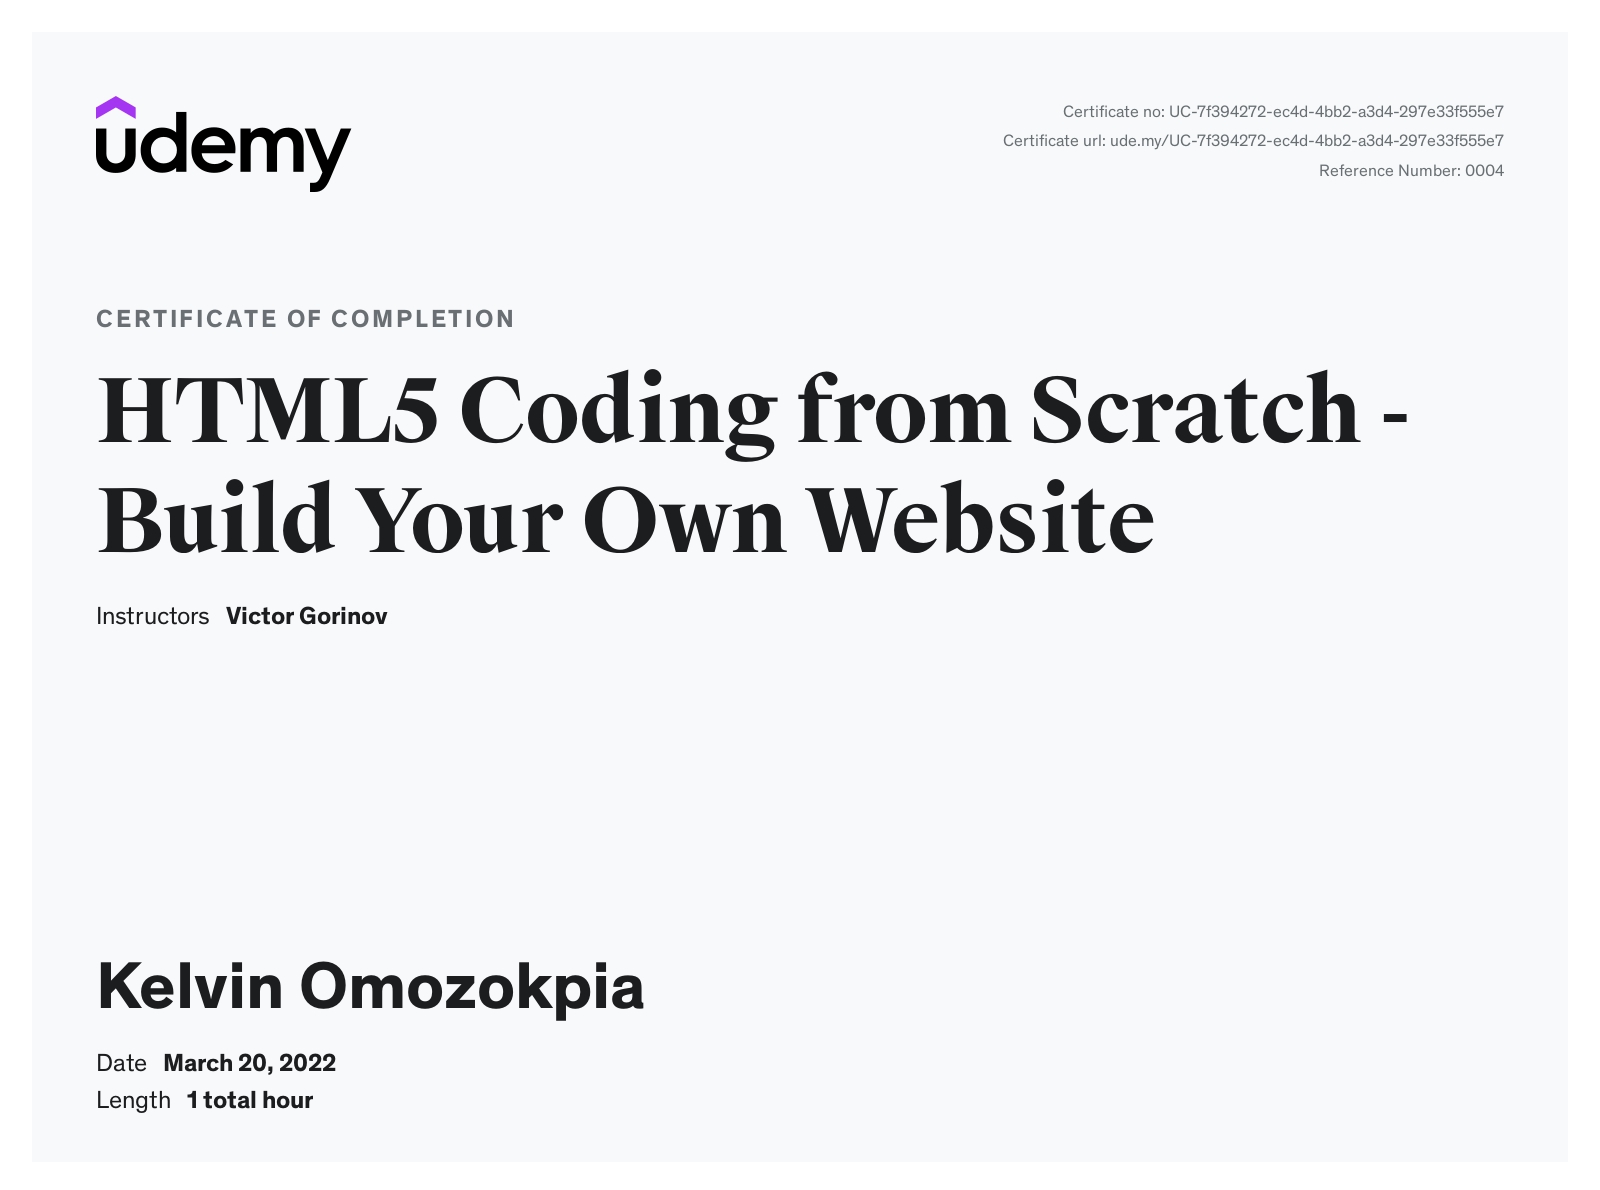 udemy
Certificate no: UC-7f394272-ec4d-4bb2-a3d4-297e33f555e7
Certificate url: ude.my/UC-7f394272-ec4d-4bb2-a3d4-297e33f555e7
Reference Number: 0004
CERTIFICATE OF COMPLETION
HTML5 Coding from Scratch -
Build Your Own Website
Instructors Victor Gorinov
Kelvin Omozokpia
Date March 20, 2022
Length 1 total hour